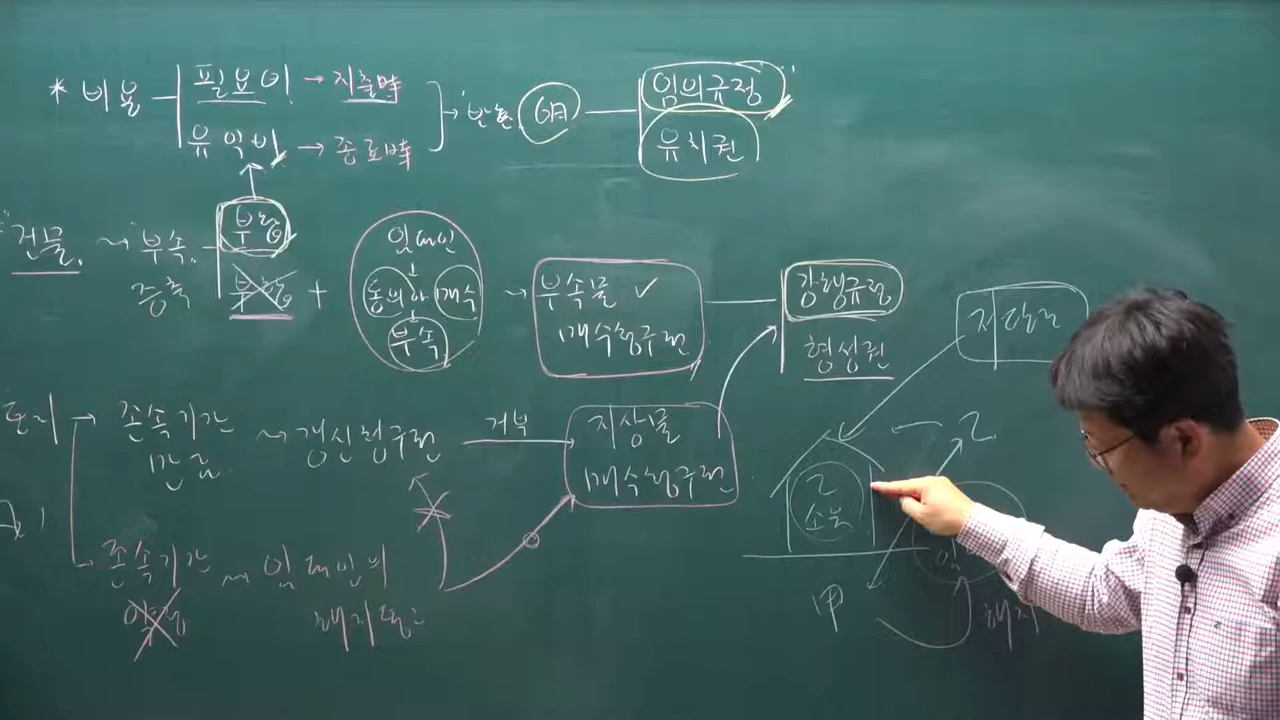 * 비용 필요비 → 지출時
유익비 → 종료時
반환 6月
임의규정
유치권
건물 부속 증축
부합
임대인 동의 매수 부속
부속물 ✓
매수청구권
강행규정
형성권
토지 → 존속기간 만료
갱신청구권
거부
지상물
매수청구권
乙 소유
乙
甲
해지
존속기간 약정
임대인의 해지통고